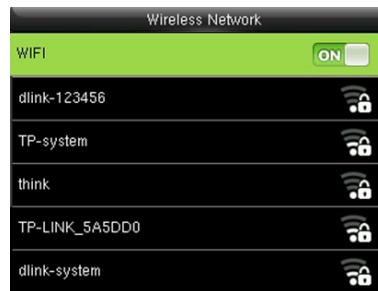 Wireless Network
WIFI ON
dlink-123456
TP-system
think
TP-LINK_5A5DD0
dlink-system